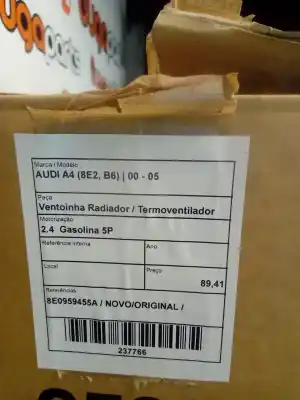 ugaparts
Marca / Modelo
AUDI A4 (8E2, B6) | 00 - 05
Peça
Ventoinha Radiador / Termoventilador
Motorização
2.4 Gasolina 5P
Referência Interna
Ano
Local
Preço
89,41
Referências
8E0959455A / NOVO/ORIGINAL /
237766